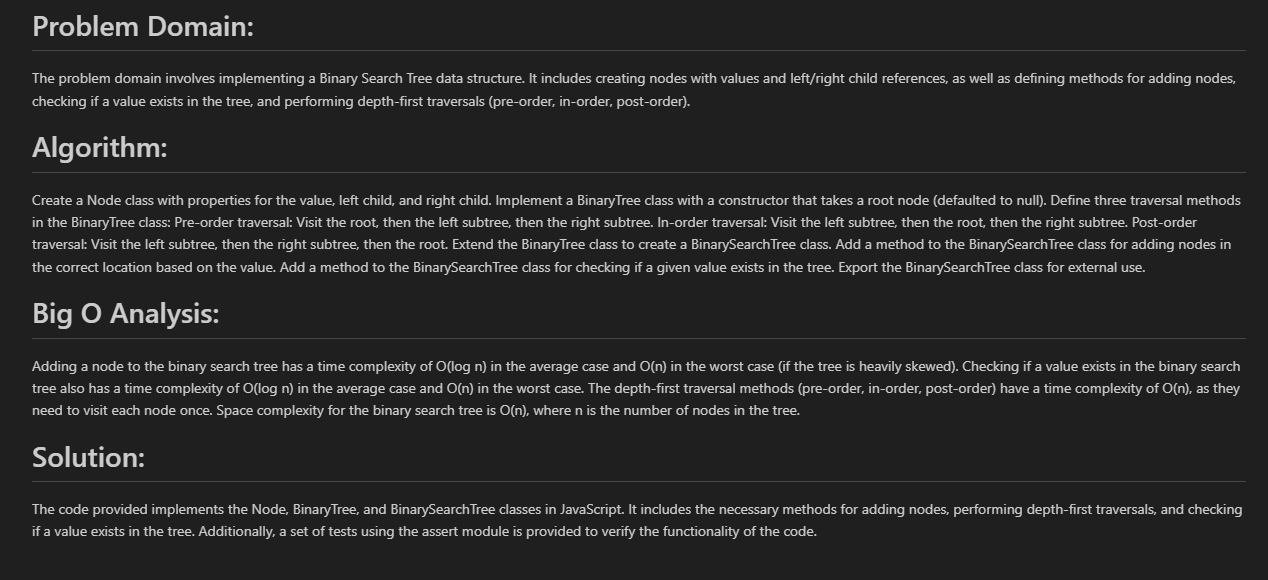 Problem Domain:
The problem domain involves implementing a Binary Search Tree data structure. It includes creating nodes with values and left/right child references, as well as defining methods for adding nodes,
checking if a value exists in the tree, and performing depth-first traversals (pre-order, in-order, post-order).
Algorithm:
Create a Node class with properties for the value, left child, and right child. Implement a BinaryTree class with a constructor that takes a root node (defaulted to null). Define three traversal methods
in the BinaryTree class: Pre-order traversal: Visit the root, then the left subtree, then the right subtree. In-order traversal: Visit the left subtree, then the root, then the right subtree. Post-order
traversal: Visit the left subtree, then the right subtree, then the root. Extend the BinaryTree class to create a BinarySearchTree class. Add a method to the BinarySearchTree class for adding nodes in
the correct location based on the value. Add a method to the BinarySearchTree class for checking if a given value exists in the tree. Export the BinarySearchTree class for external use.
Big O Analysis:
Adding a node to the binary search tree has a time complexity of O(log n) in the average case and O(n) in the worst case (if the tree is heavily skewed). Checking if a value exists in the binary search
tree also has a time complexity of O(log n) in the average case and O(n) in the worst case. The depth-first traversal methods (pre-order, in-order, post-order) have a time complexity of O(n), as they
need to visit each node once. Space complexity for the binary search tree is O(n), where n is the number of nodes in the tree.
Solution:
The code provided implements the Node, BinaryTree, and BinarySearchTree classes in JavaScript. It includes the necessary methods for adding nodes, performing depth-first traversals, and checking
if a value exists in the tree. Additionally, a set of tests using the assert module is provided to verify the functionality of the code.